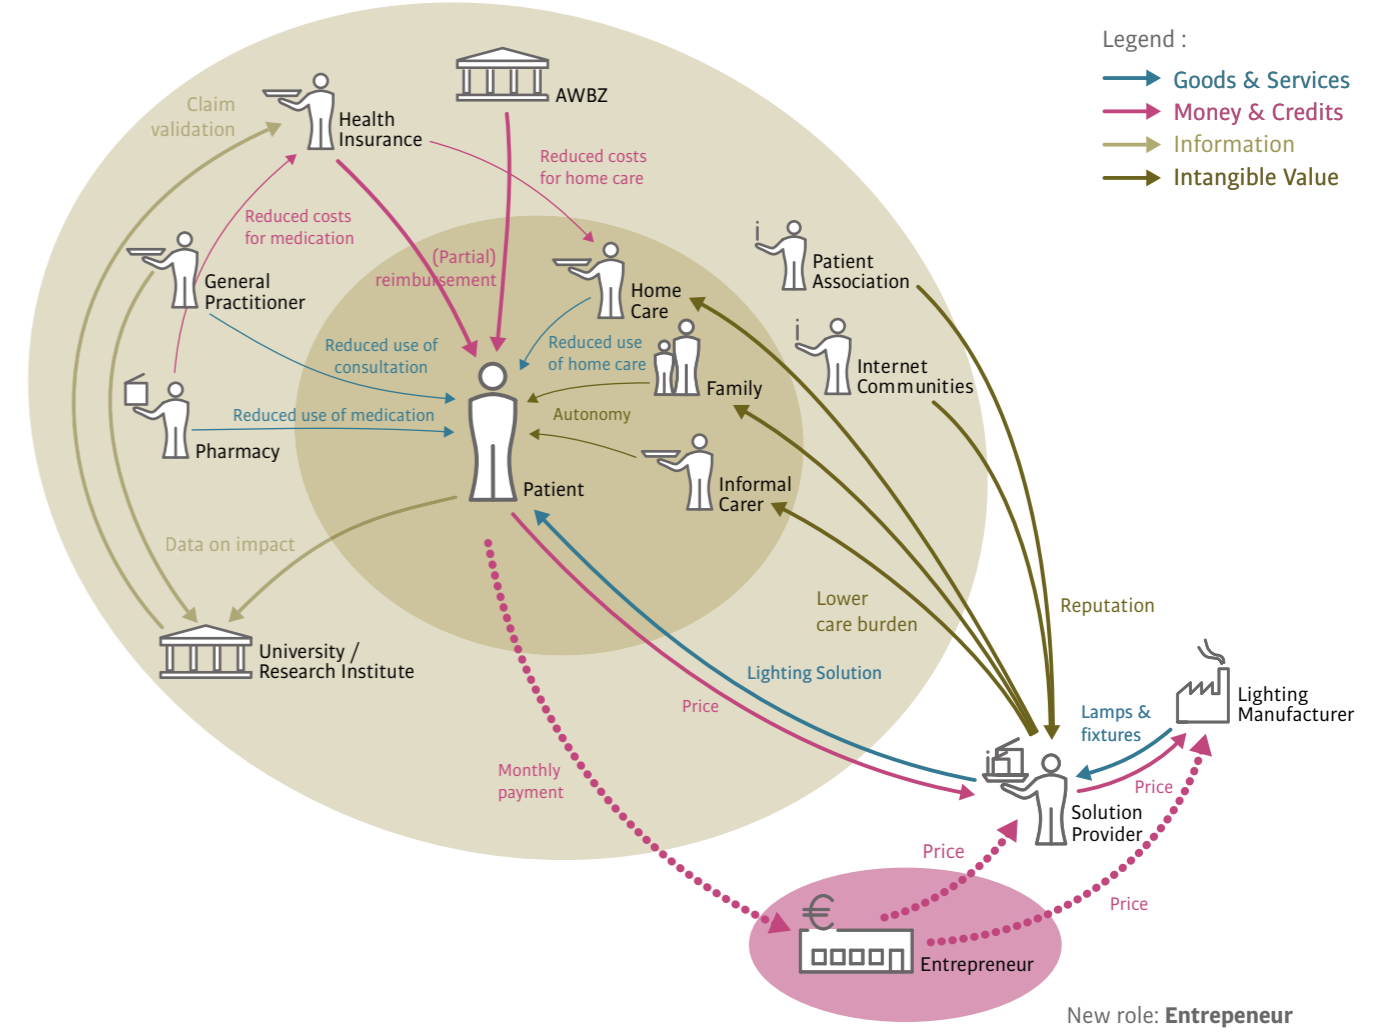 Legend :
Goods & Services
Money & Credits
Information
Intangible Value
AWBZ
Claim
validation
Health
Insurance
Reduced costs
for home care
Reduced costs
for medication
(Partial)
reimbursement
General
Practitioner
Home
Care
Patient
Association
Reduced use of
consultation
Reduced use
of home care
Internet
Communities
Family
Reduced use of medication
Autonomy
Pharmacy
Patient
Informal
Carer
Data on impact
Lower
care burden
Reputation
University /
Research Institute
Lighting Solution
Price
Lamps &
fixtures
Lighting
Manufacturer
Monthly
payment
Price
Solution
Provider
Price
Price
Entrepreneur
New role: Entrepeneur